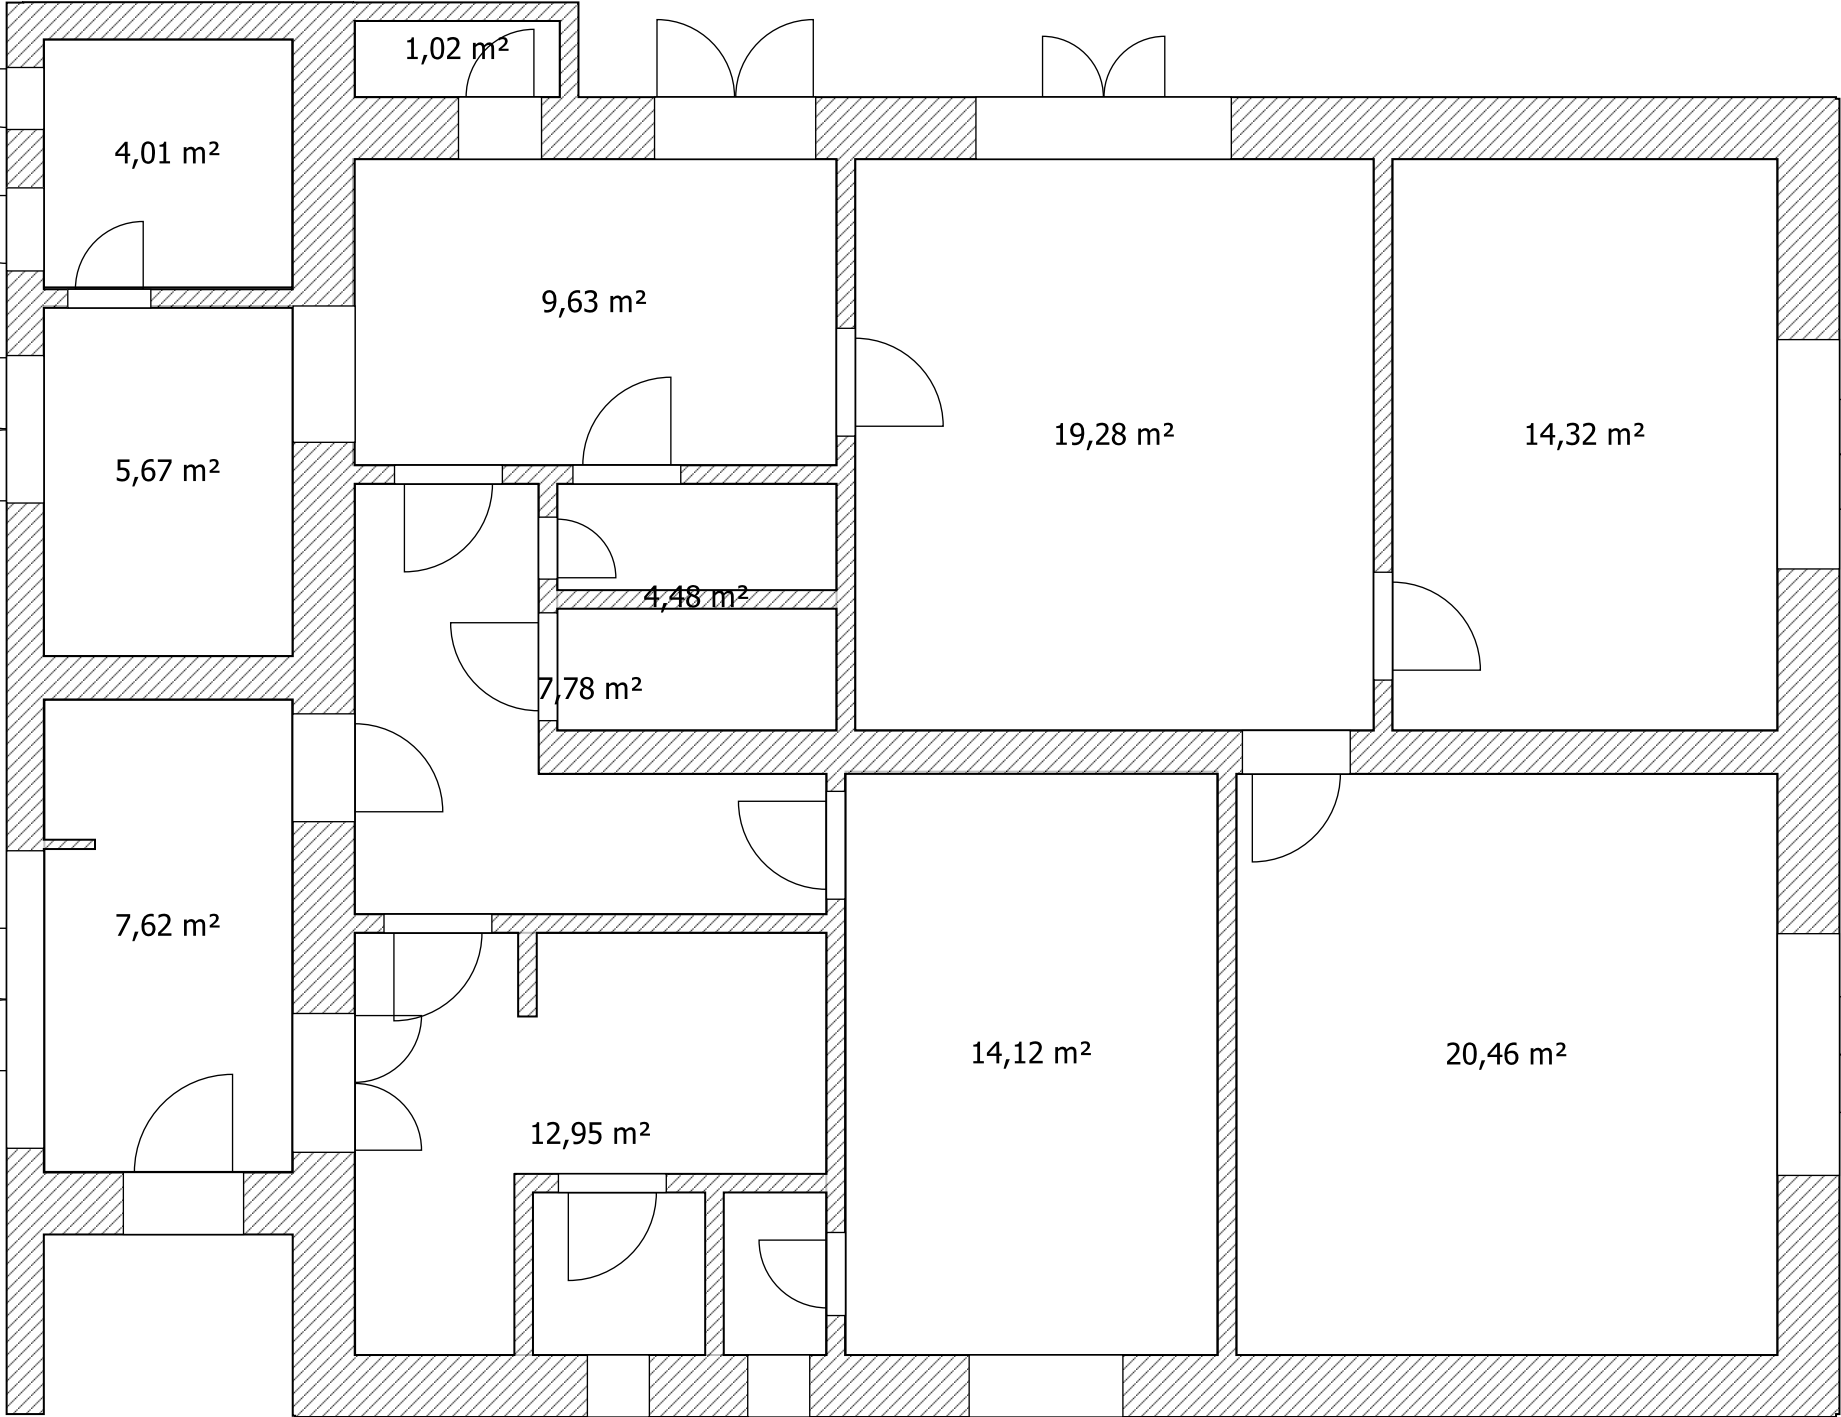 1,02 m²
4,01 m²
9,63 m²
19,28 m²
14,32 m²
5,67 m²
4,48 m²
7,78 m²
7,62 m²
14,12 m²
20,46 m²
12,95 m²